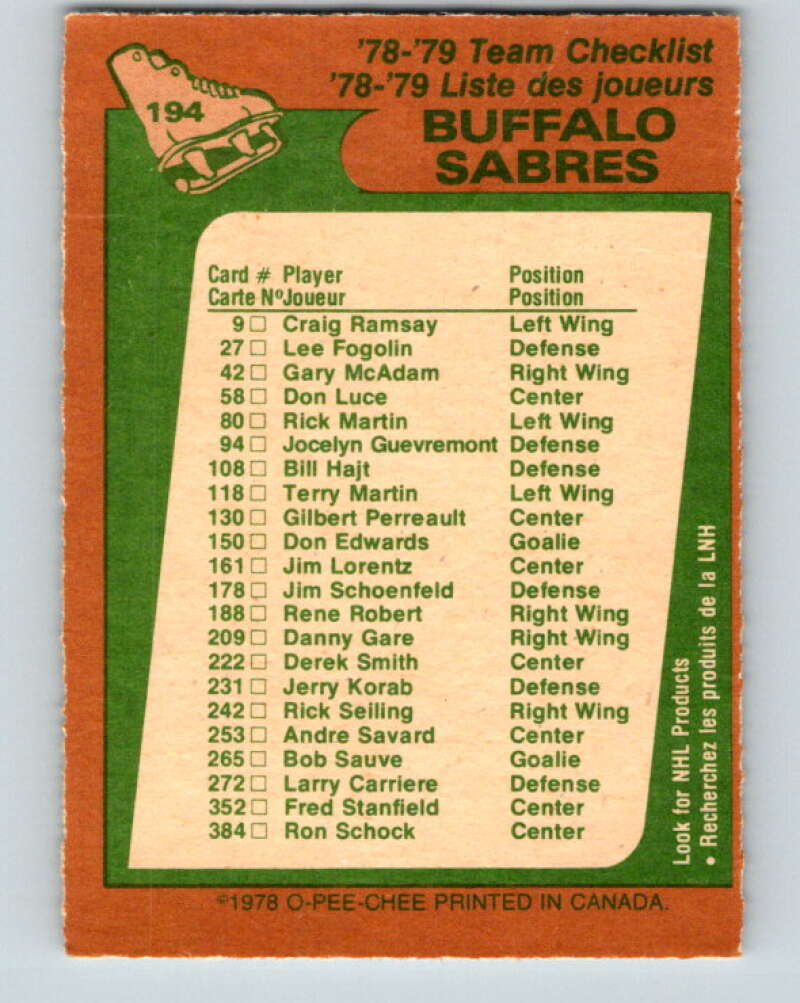 194
'78-'79 Team Checklist
'78-'79 Liste des joueurs
BUFFALO
SABRES
Card # Player Position
Carte Nº Joueur Position
9 □ Craig Ramsay Left Wing
27 □ Lee Fogolin Defense
42 □ Gary McAdam Right Wing
58 □ Don Luce Center
80 □ Rick Martin Left Wing
94 □ Jocelyn Guevremont Defense
108 □ Bill Hajt Defense
118 □ Terry Martin Left Wing
130 □ Gilbert Perreault Center
150 □ Don Edwards Goalie
161 □ Jim Lorentz Center
178 □ Jim Schoenfeld Defense
188 □ Rene Robert Right Wing
209 □ Danny Gare Right Wing
222 □ Derek Smith Center
231 □ Jerry Korab Defense
242 □ Rick Seiling Right Wing
253 □ Andre Savard Center
265 □ Bob Sauve Goalie
272 □ Larry Carriere Defense
352 □ Fred Stanfield Center
384 □ Ron Schock Center
Look for NHL Products
• Recherchez les produits de la LNH
©1978 O-PEE-CHEE PRINTED IN CANADA.